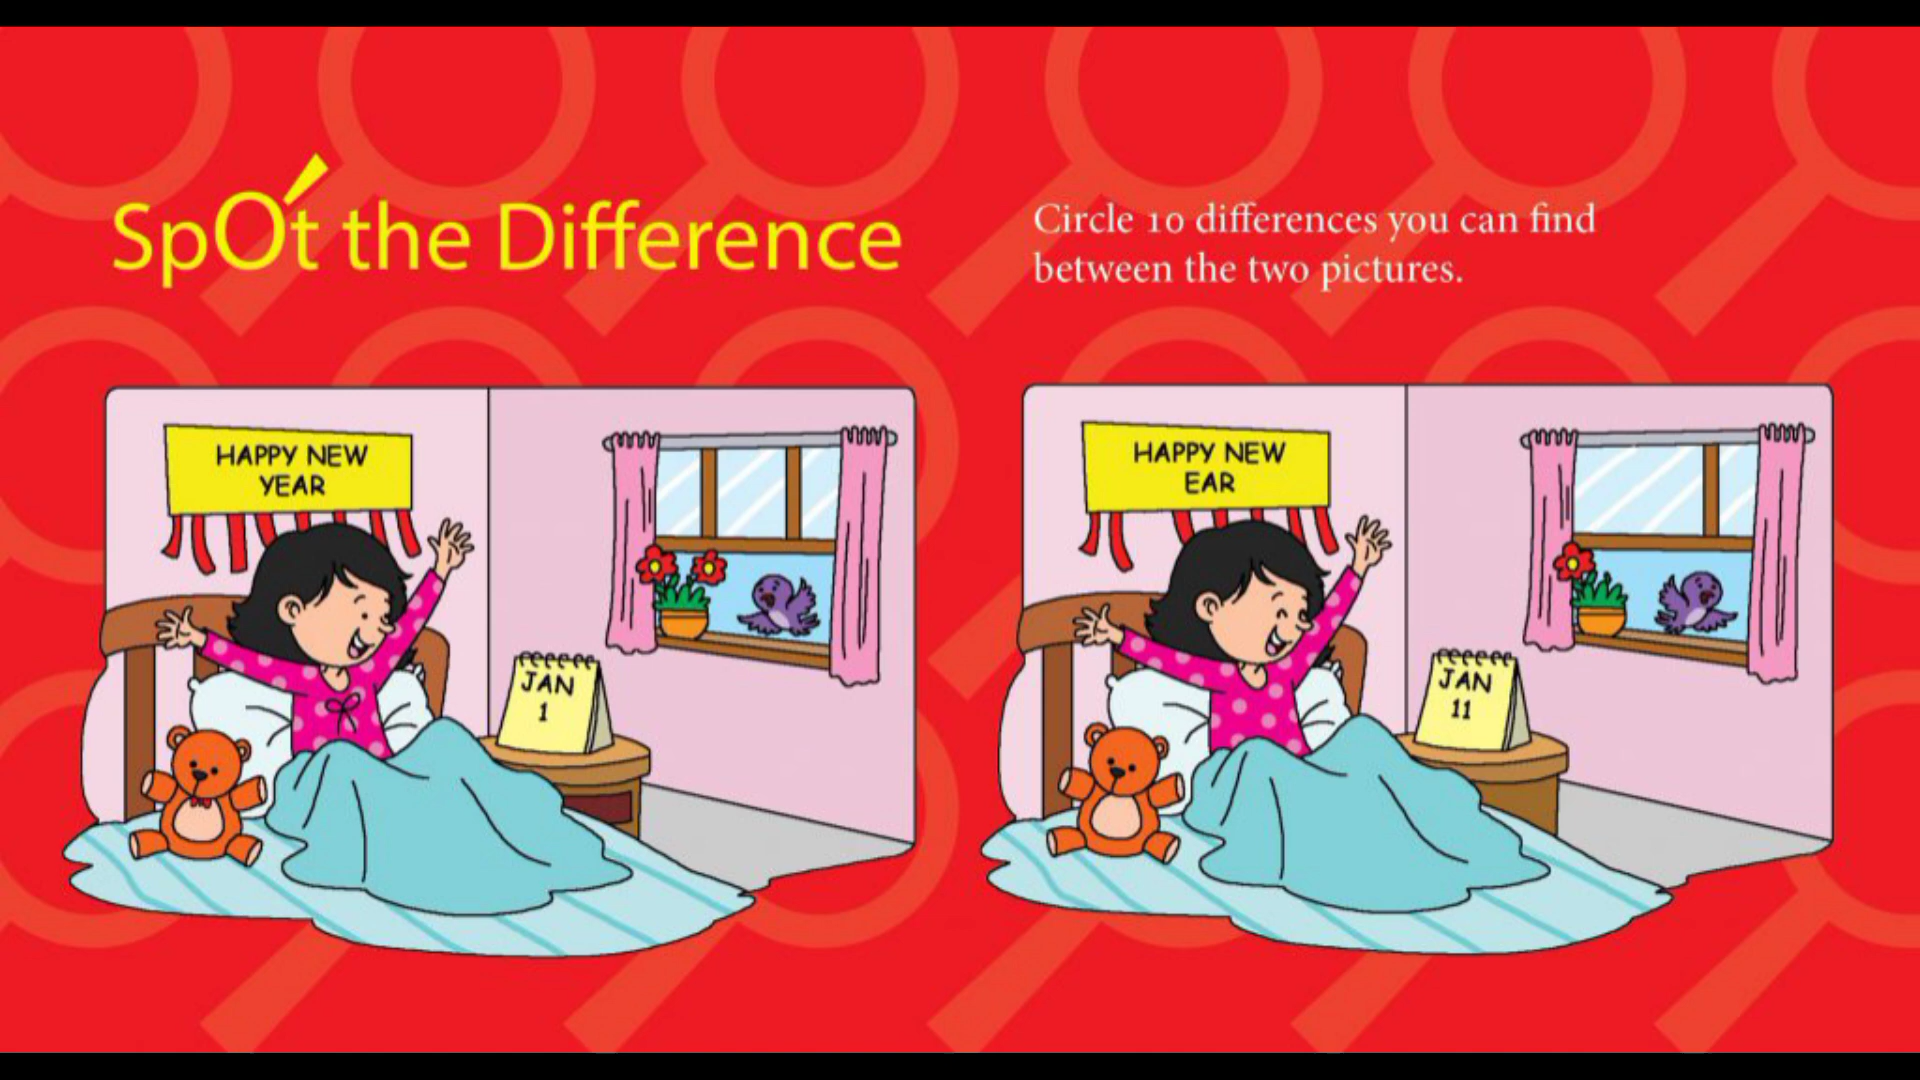 Spot the Difference
Circle 10 differences you can find
between the two pictures.
HAPPY NEW
YEAR
JAN
1
HAPPY NEW
EAR
JAN
11